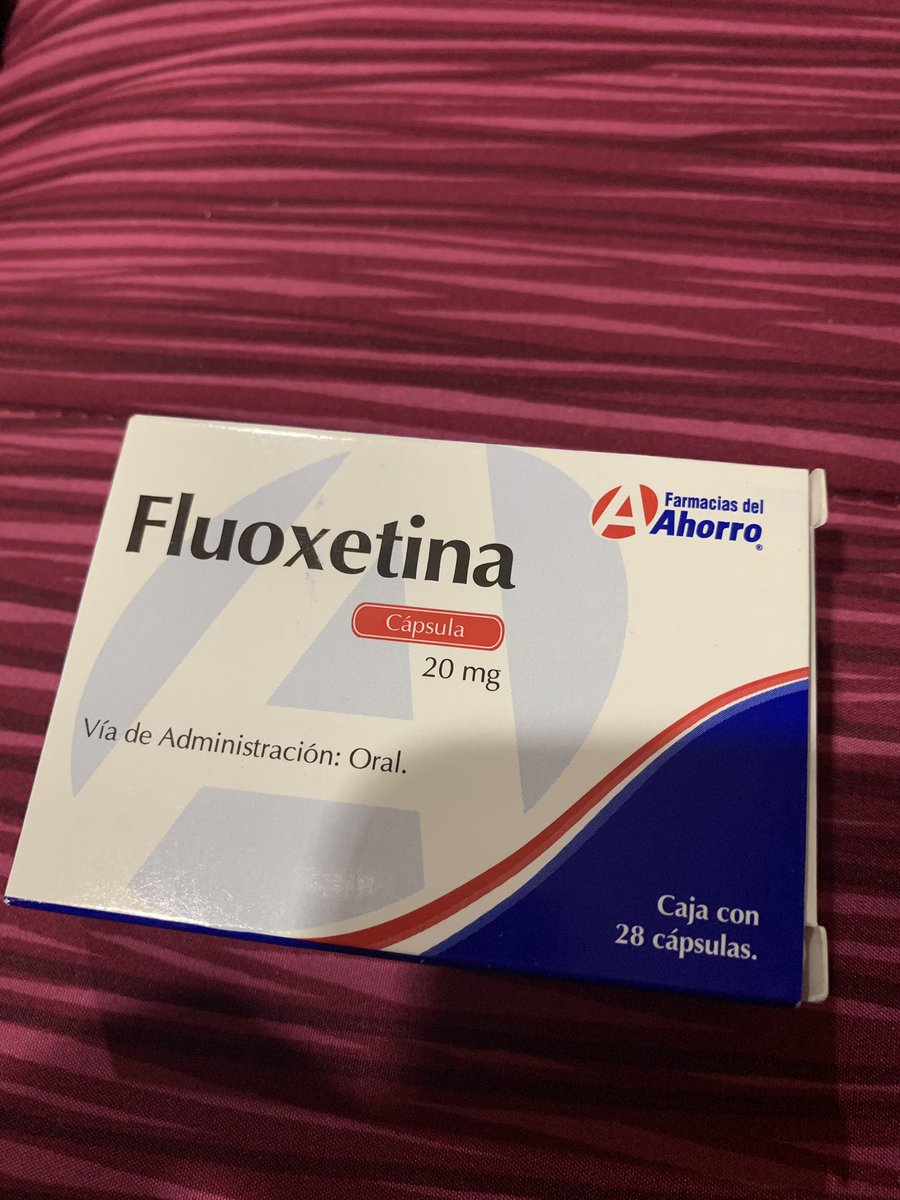 Fluoxetina
Cápsula
20 mg
Vía de Administración: Oral.
Farmacias del
Ahorro®
Caja con
28 cápsulas.